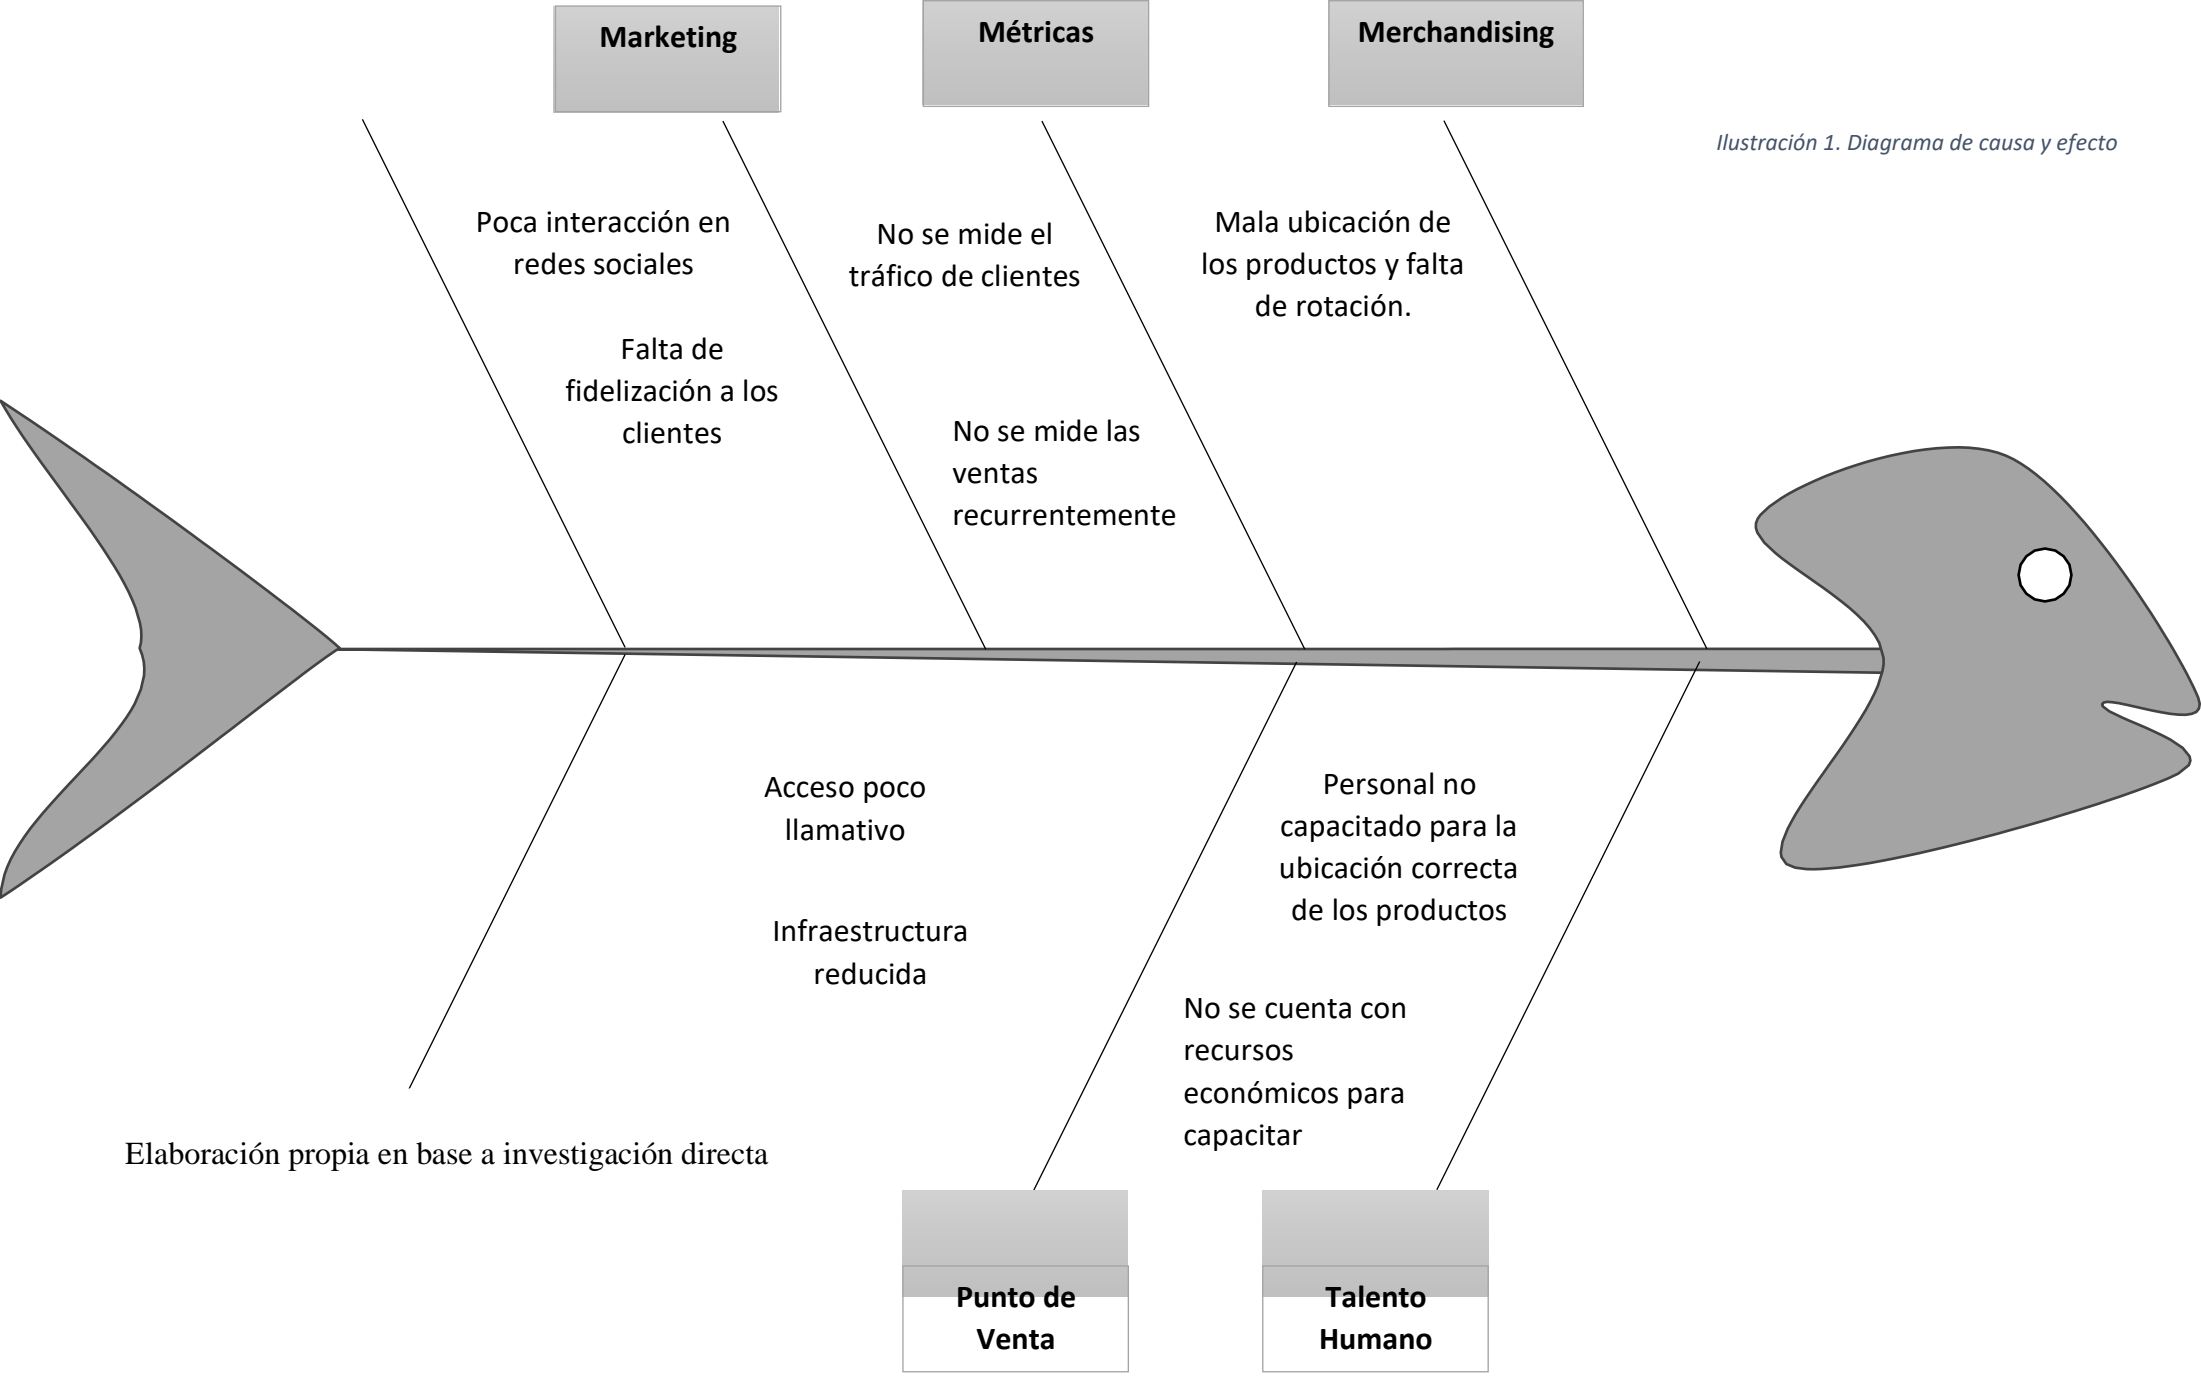 Marketing
Métricas
Merchandising
Ilustración 1. Diagrama de causa y efecto
Poca interacción en
redes sociales
Falta de
fidelización a los
clientes
No se mide el
tráfico de clientes
No se mide las
ventas
recurrentemente
Mala ubicación de
los productos y falta
de rotación.
Acceso poco
llamativo
Infraestructura
reducida
Personal no
capacitado para la
ubicación correcta
de los productos
No se cuenta con
recursos
económicos para
capacitar
Elaboración propia en base a investigación directa
Punto de
Venta
Talento
Humano